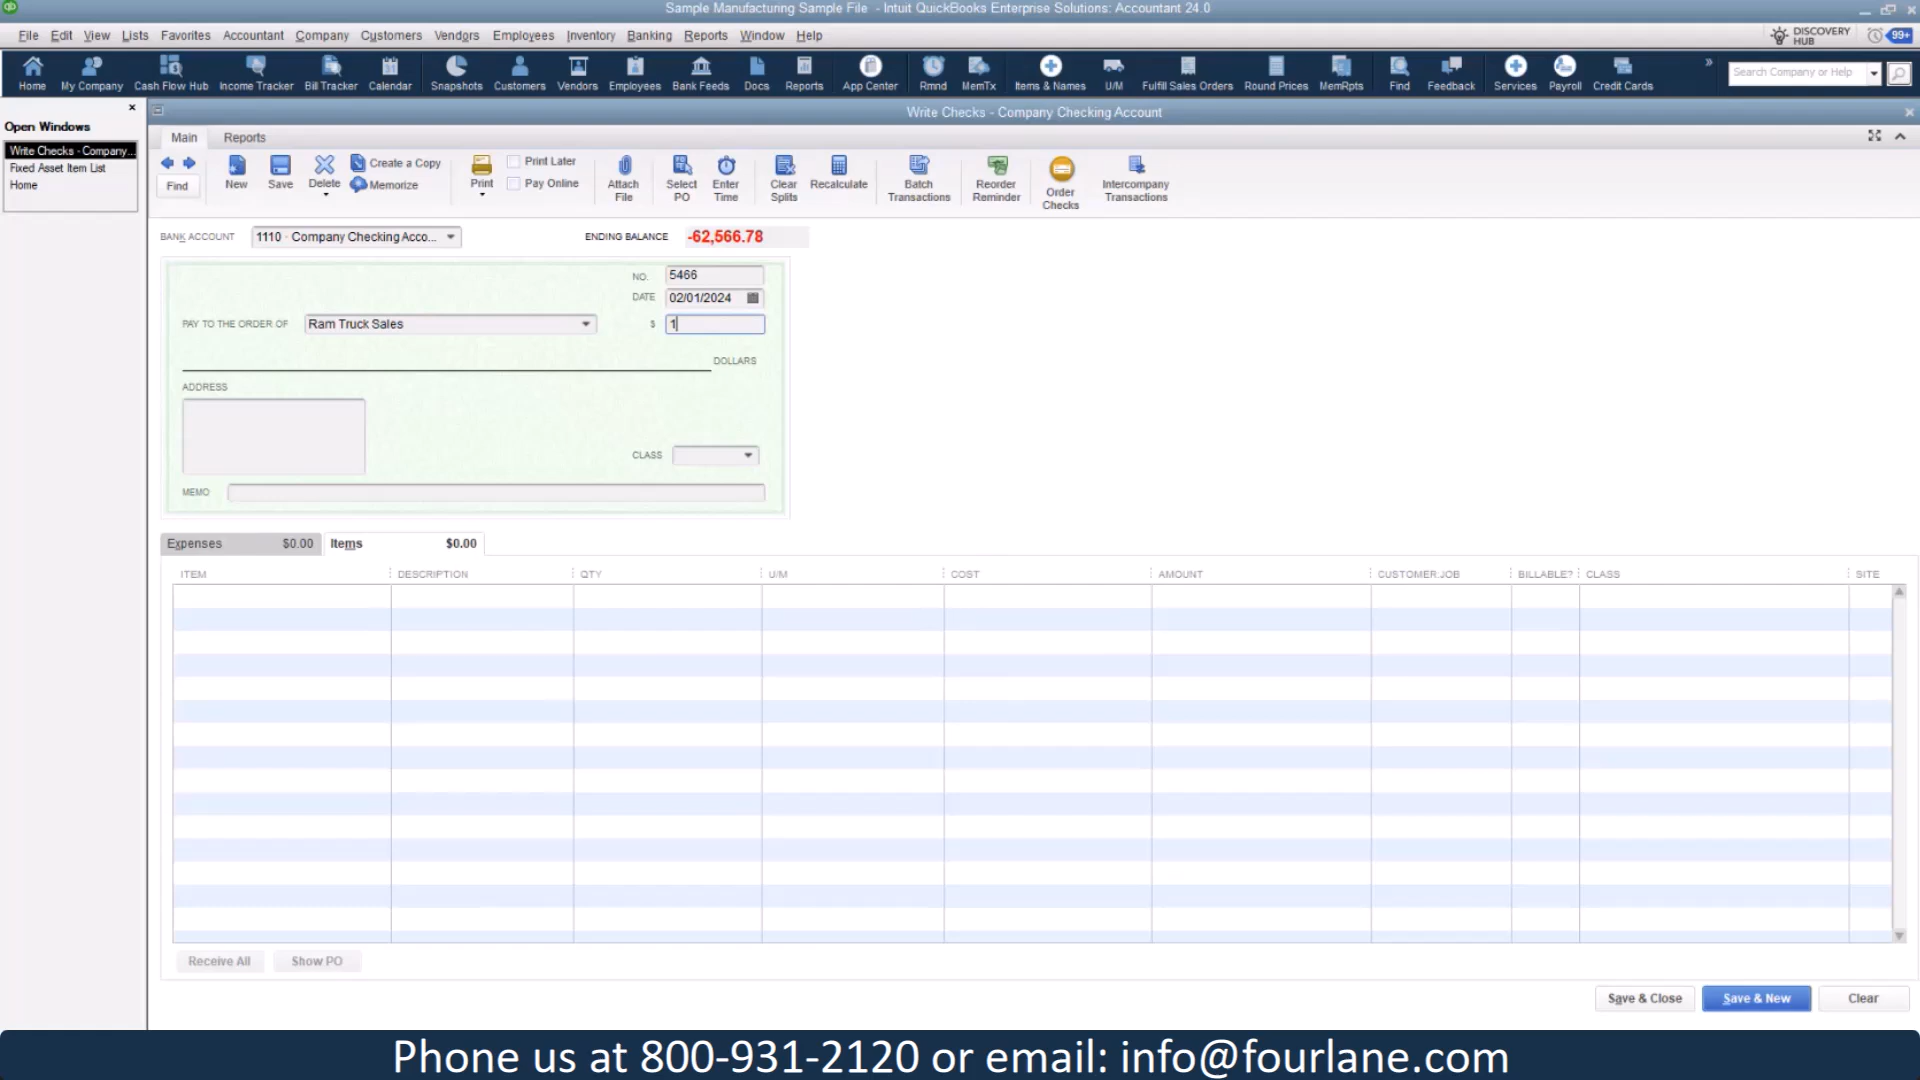 Sample Manufacturing Sample File - Intuit QuickBooks Enterprise Solutions: Accountant 24.0
File Edit View Lists Favorites Accountant Company Customers Vendors Employees Inventory Banking Reports Window Help
DISCOVERY HUB 99+
Home My Company Cash Flow Hub Income Tracker Bill Tracker Calendar Snapshots Customers Vendors Employees Bank Feeds Docs Reports App Center Rmnd MemTx Items & Names U/M Fulfill Sales Orders Round Prices MemRpts Find Feedback Services Payroll Credit Cards » Search Company or Help
Open Windows
Write Checks - Company...
Fixed Asset Item List
Home
Write Checks - Company Checking Account
Main Reports
Find New Save Delete Create a Copy Memorize Print Print Later Pay Online Attach File Select PO Enter Time Clear Splits Recalculate Batch Transactions Reorder Reminder Order Checks Intercompany Transactions
BANK ACCOUNT 1110 · Company Checking Acco... ENDING BALANCE -62,566.78
NO. 5466
DATE 02/01/2024
PAY TO THE ORDER OF Ram Truck Sales $ 1
DOLLARS
ADDRESS
CLASS
MEMO
Expenses $0.00 Items $0.00
ITEM DESCRIPTION QTY U/M COST AMOUNT CUSTOMER:JOB BILLABLE? CLASS SITE
Receive All Show PO
Save & Close Save & New Clear
Phone us at 800-931-2120 or email: info@fourlane.com